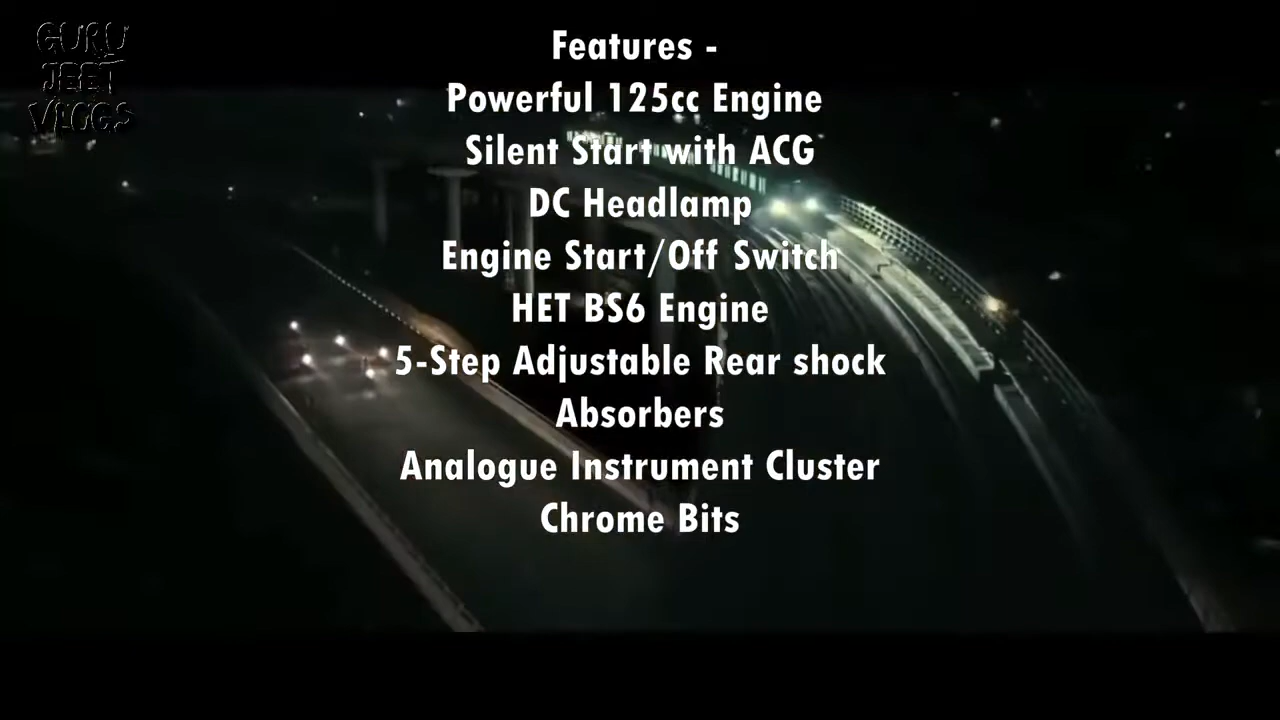 GURU
JEET
VLOGS
Features -
Powerful 125cc Engine
Silent Start with ACG
DC Headlamp
Engine Start/Off Switch
HET BS6 Engine
5-Step Adjustable Rear shock
Absorbers
Analogue Instrument Cluster
Chrome Bits